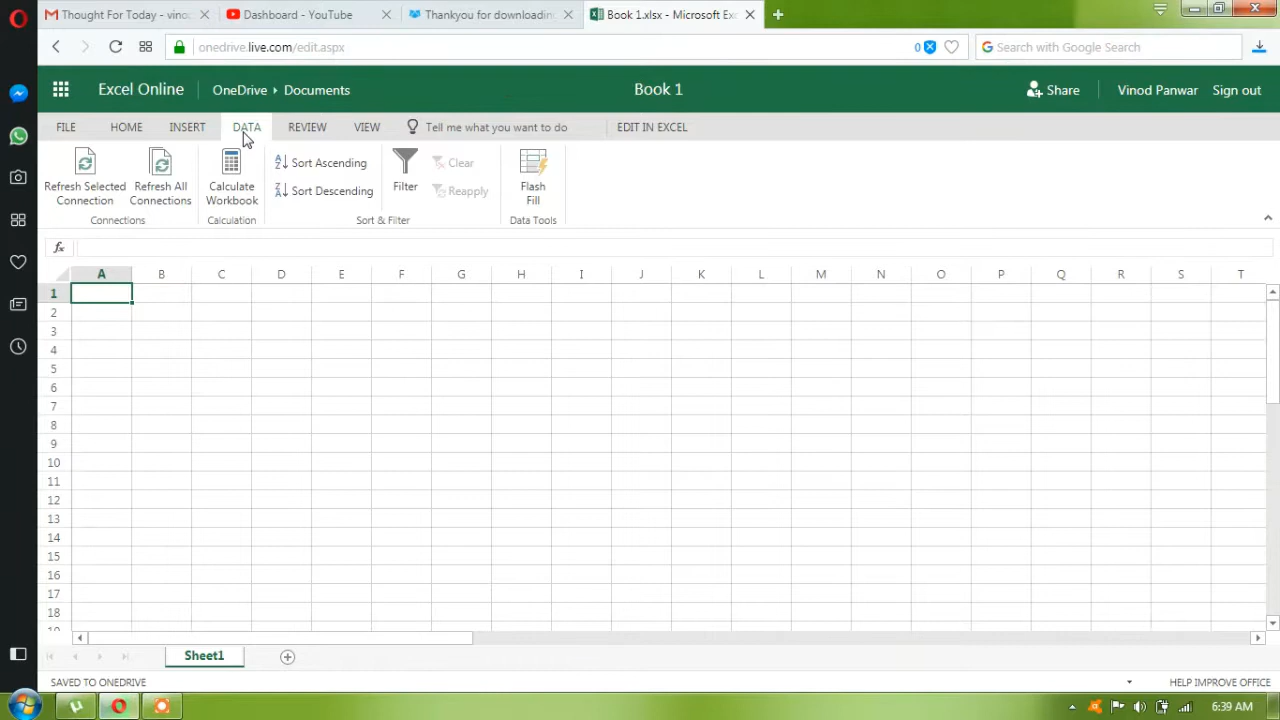 Thought For Today - vino
Dashboard - YouTube
Thankyou for downloadin
Book 1.xlsx - Microsoft Exc
onedrive.live.com/edit.aspx
0
Search with Google Search
Excel Online
OneDrive
Documents
Book 1
Share
Vinod Panwar
Sign out
FILE
HOME
INSERT
DATA
REVIEW
VIEW
Tell me what you want to do
EDIT IN EXCEL
Refresh Selected
Connection
Refresh All
Connections
Calculate
Workbook
Sort Ascending
Sort Descending
Filter
Clear
Reapply
Flash
Fill
Connections
Calculation
Sort & Filter
Data Tools
fx
A B C D E F G H I J K L M N O P Q R S T
1
2
3
4
5
6
7
8
9
10
11
12
13
14
15
16
17
18
Sheet1
SAVED TO ONEDRIVE
HELP IMPROVE OFFICE
6:39 AM